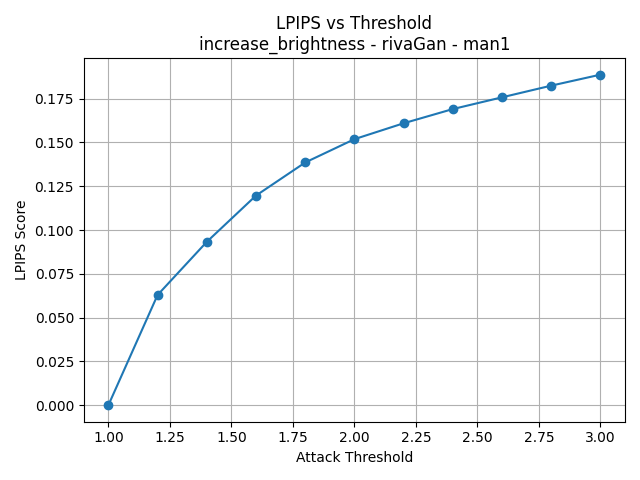 LPIPS vs Threshold
increase_brightness - rivaGan - man1
LPIPS Score
0.175
0.150
0.125
0.100
0.075
0.050
0.025
0.000
1.00 1.25 1.50 1.75 2.00 2.25 2.50 2.75 3.00
Attack Threshold